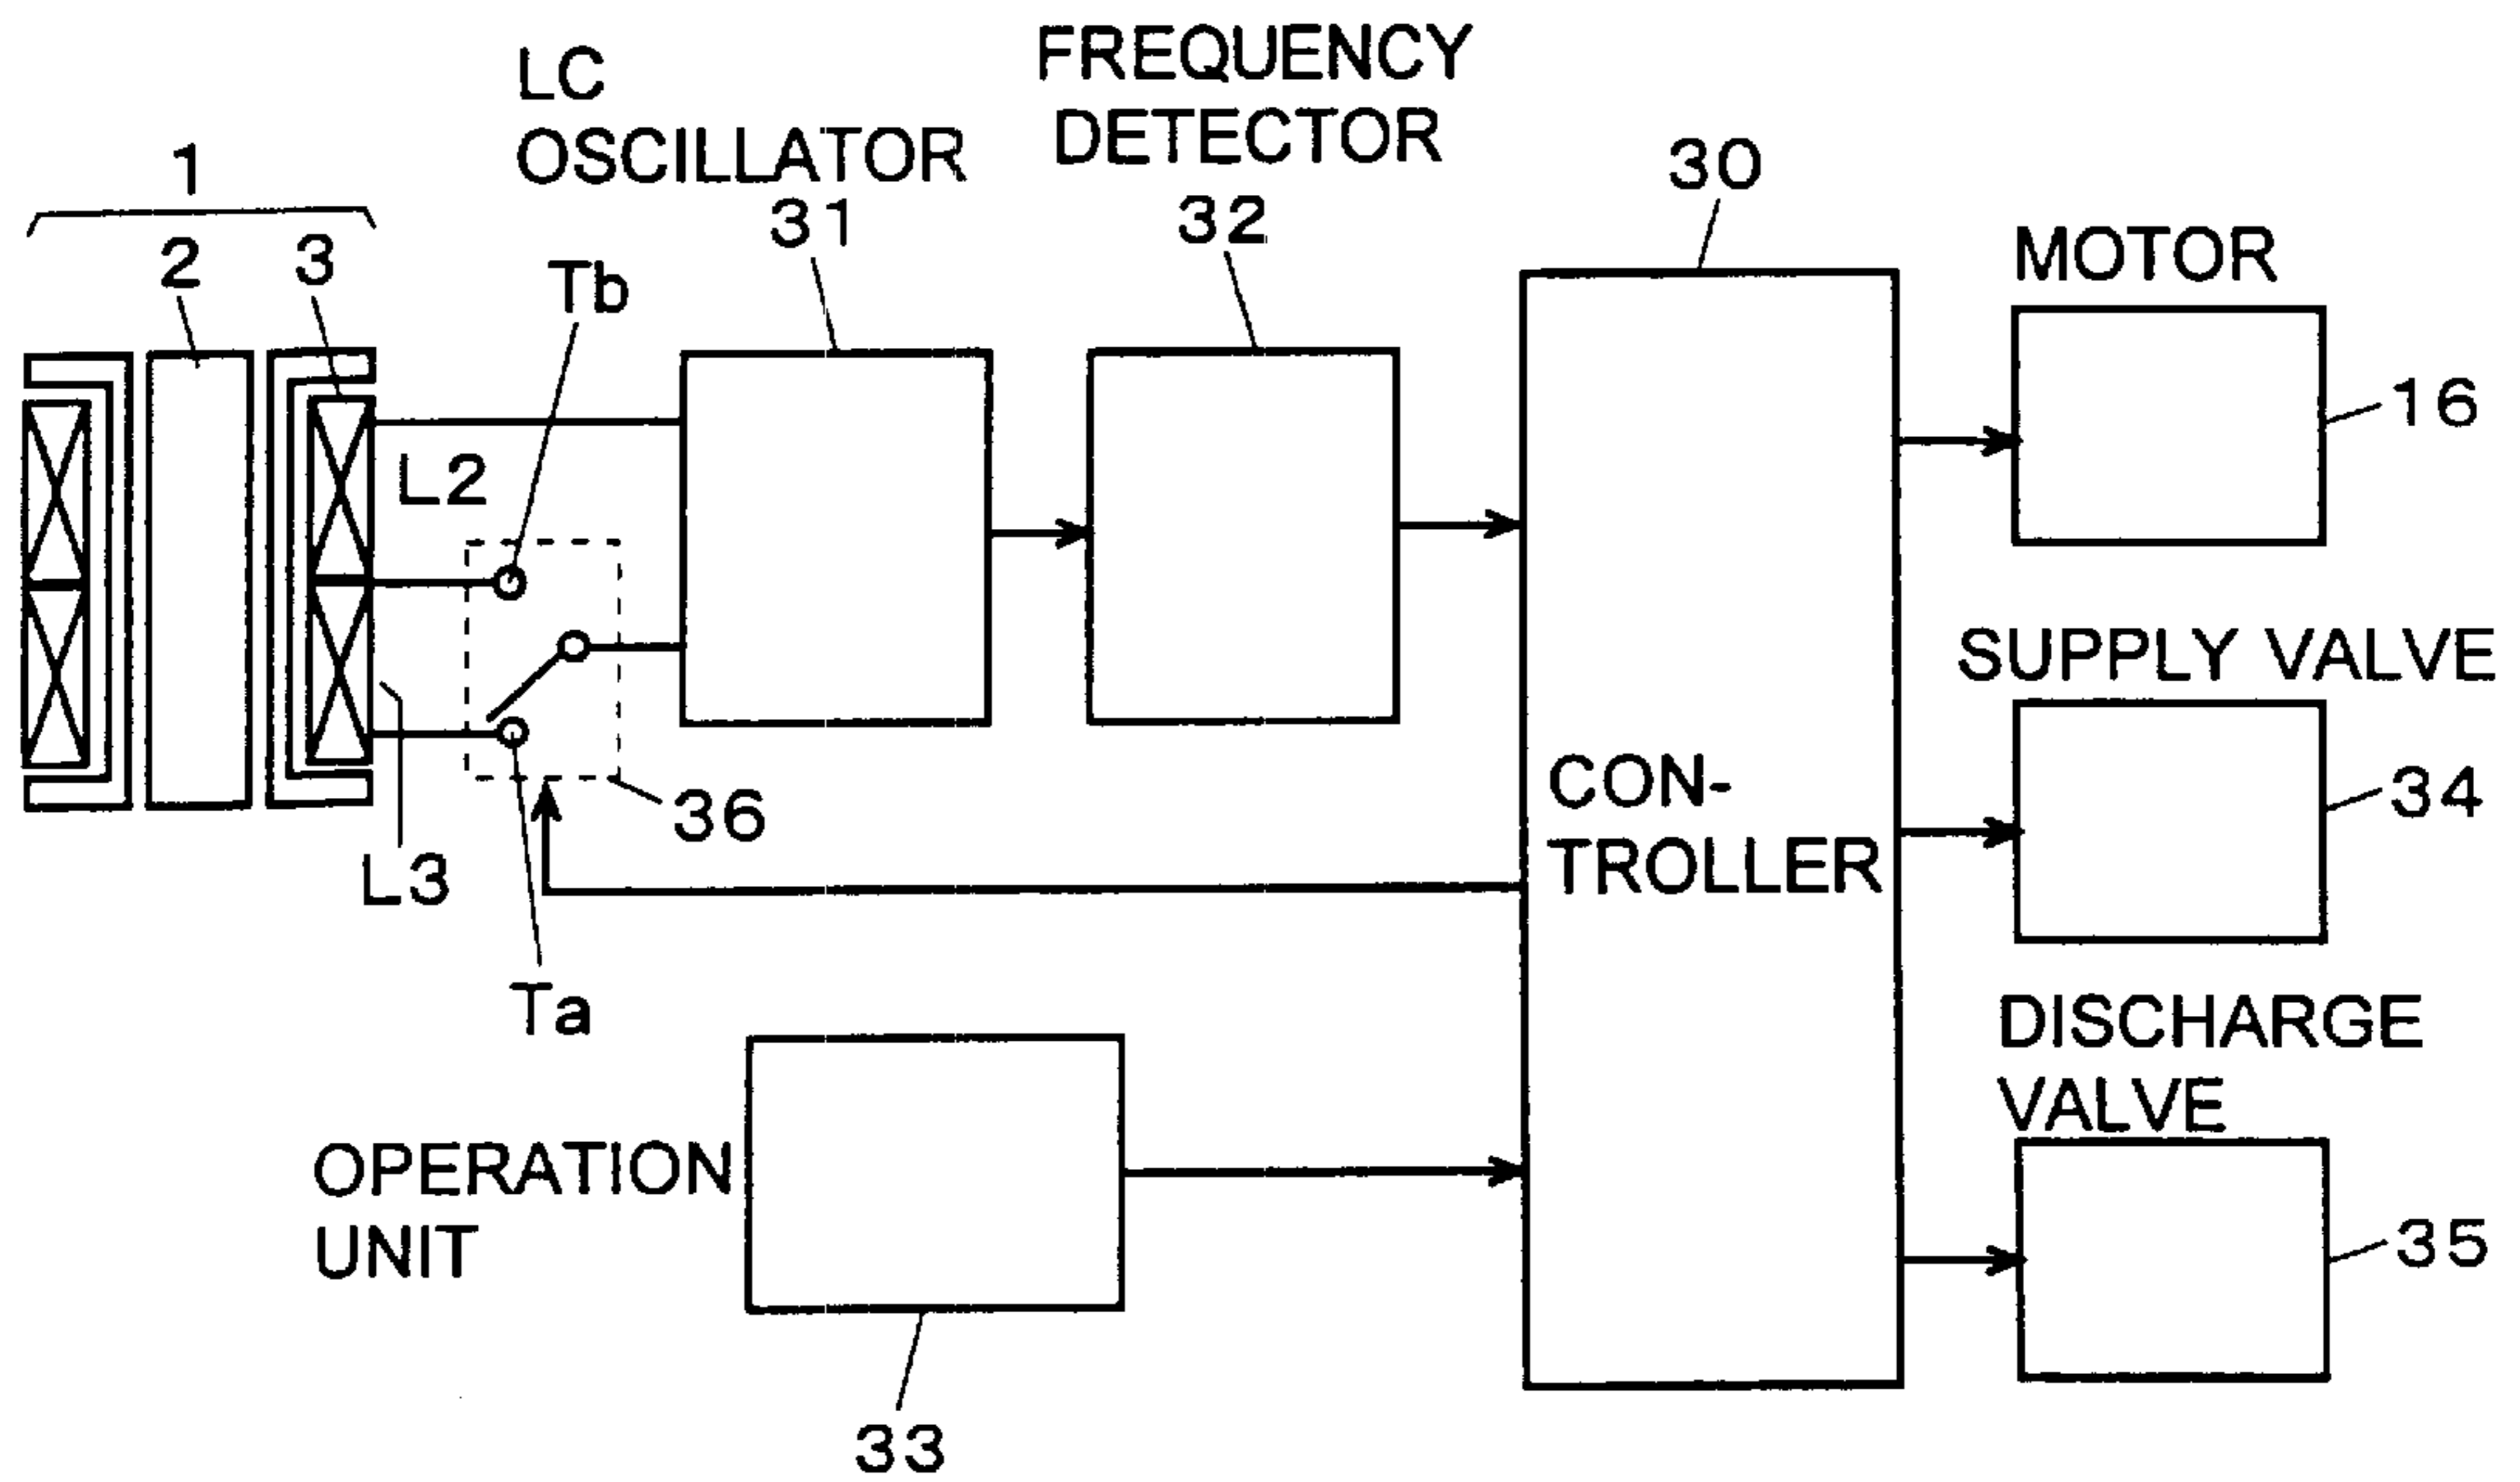 LC
OSCILLATOR
31
FREQUENCY
DETECTOR
32
30
1
2
3
Tb
MOTOR
16
L2
SUPPLY VALVE
34
36
CON-
TROLLER
L3
Ta
DISCHARGE
VALVE
35
OPERATION
UNIT
33